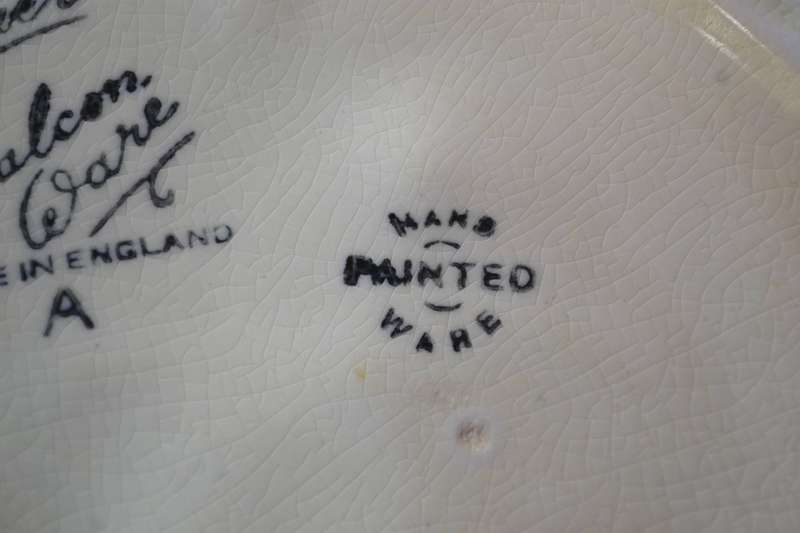 alcon
Ware
E IN ENGLAND
A
HAND
PAINTED
WARE